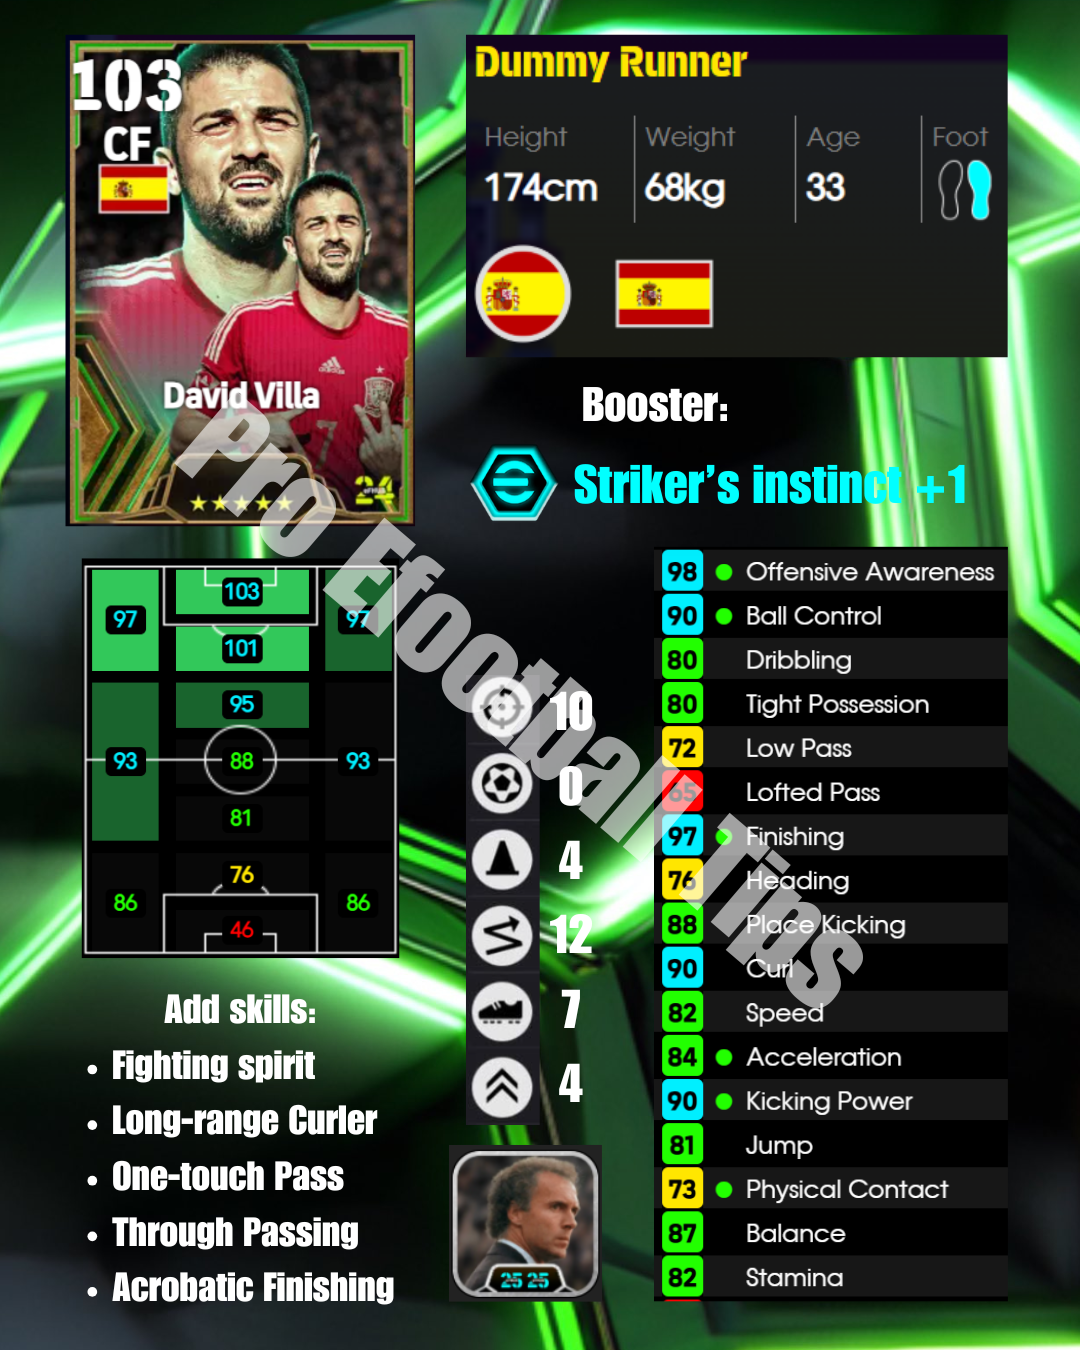 103
CF
David Villa
24
Dummy Runner
Height Weight Age Foot
174cm 68kg 33
Booster:
Striker's instinct +1
103
97 97
101
95
93 88 93
81
76
86 86
46
10
0
4
12
7
4
98 Offensive Awareness
90 Ball Control
80 Dribbling
80 Tight Possession
72 Low Pass
65 Lofted Pass
97 Finishing
76 Heading
88 Place Kicking
90 Curl
82 Speed
84 Acceleration
90 Kicking Power
81 Jump
73 Physical Contact
87 Balance
82 Stamina
Add skills:
• Fighting spirit
• Long-range Curler
• One-touch Pass
• Through Passing
• Acrobatic Finishing
25 25
Pro Efootball Tips